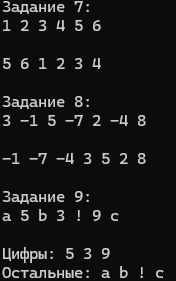 Задание 7:
1 2 3 4 5 6
5 6 1 2 3 4
Задание 8:
3 -1 5 -7 2 -4 8
-1 -7 -4 3 5 2 8
Задание 9:
a 5 b 3 ! 9 c
Цифры: 5 3 9
Остальные: a b ! c